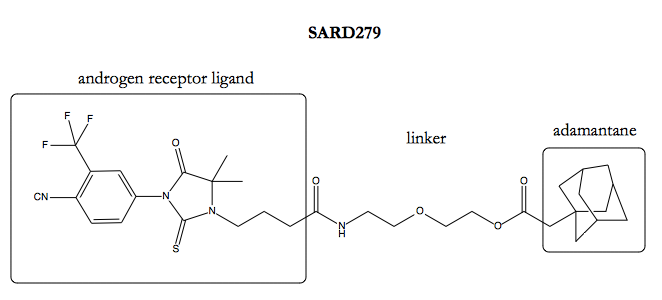 SARD279
androgen receptor ligand
linker
adamantane
F
F
F
O
O
O
CN
N
N
O
O
N
H
S